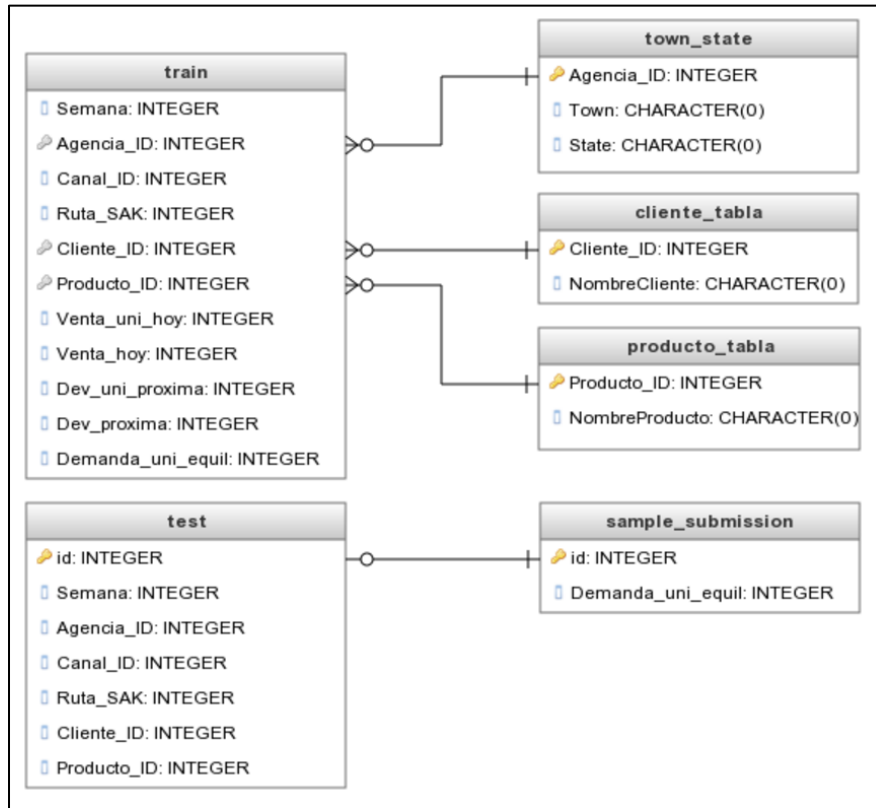 train
Semana: INTEGER
Agencia_ID: INTEGER
Canal_ID: INTEGER
Ruta_SAK: INTEGER
Cliente_ID: INTEGER
Producto_ID: INTEGER
Venta_uni_hoy: INTEGER
Venta_hoy: INTEGER
Dev_uni_proxima: INTEGER
Dev_proxima: INTEGER
Demanda_uni_equil: INTEGER
town_state
Agencia_ID: INTEGER
Town: CHARACTER(0)
State: CHARACTER(0)
cliente_tabla
Cliente_ID: INTEGER
NombreCliente: CHARACTER(0)
producto_tabla
Producto_ID: INTEGER
NombreProducto: CHARACTER(0)
test
id: INTEGER
Semana: INTEGER
Agencia_ID: INTEGER
Canal_ID: INTEGER
Ruta_SAK: INTEGER
Cliente_ID: INTEGER
Producto_ID: INTEGER
sample_submission
id: INTEGER
Demanda_uni_equil: INTEGER